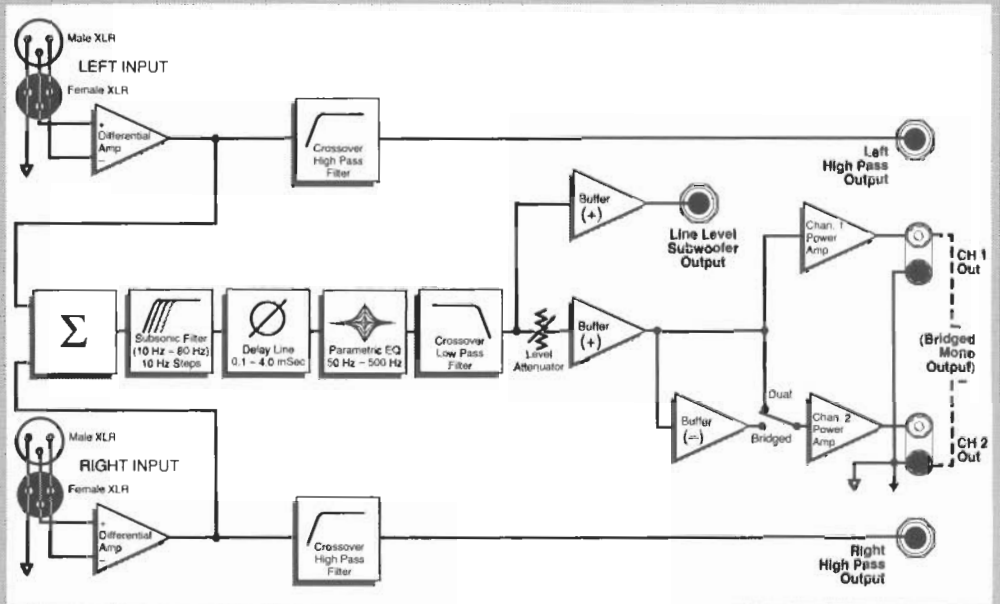 Male XLR
LEFT INPUT
Female XLR
+
Differential
Amp
−
Crossover
High Pass
Filter
Left
High Pass
Output
Buffer
(+)
Line Level
Subwoofer
Output
Chan. 1
Power
Amp
CH 1
Out
Σ
Subsonic Filter
(10 Hz – 80 Hz)
10 Hz Steps
Delay Line
0.1 – 4.0 mSec
Parametric EQ
50 Hz – 500 Hz
Crossover
Low Pass
Filter
Level
Attenuator
Buffer
(+)
(Bridged
Mono
Output)
Buffer
(−)
Dual
Bridged
Chan. 2
Power
Amp
CH 2
Out
Male XLR
RIGHT INPUT
Female XLR
+
Differential
Amp
−
Crossover
High Pass
Filter
Right
High Pass
Output